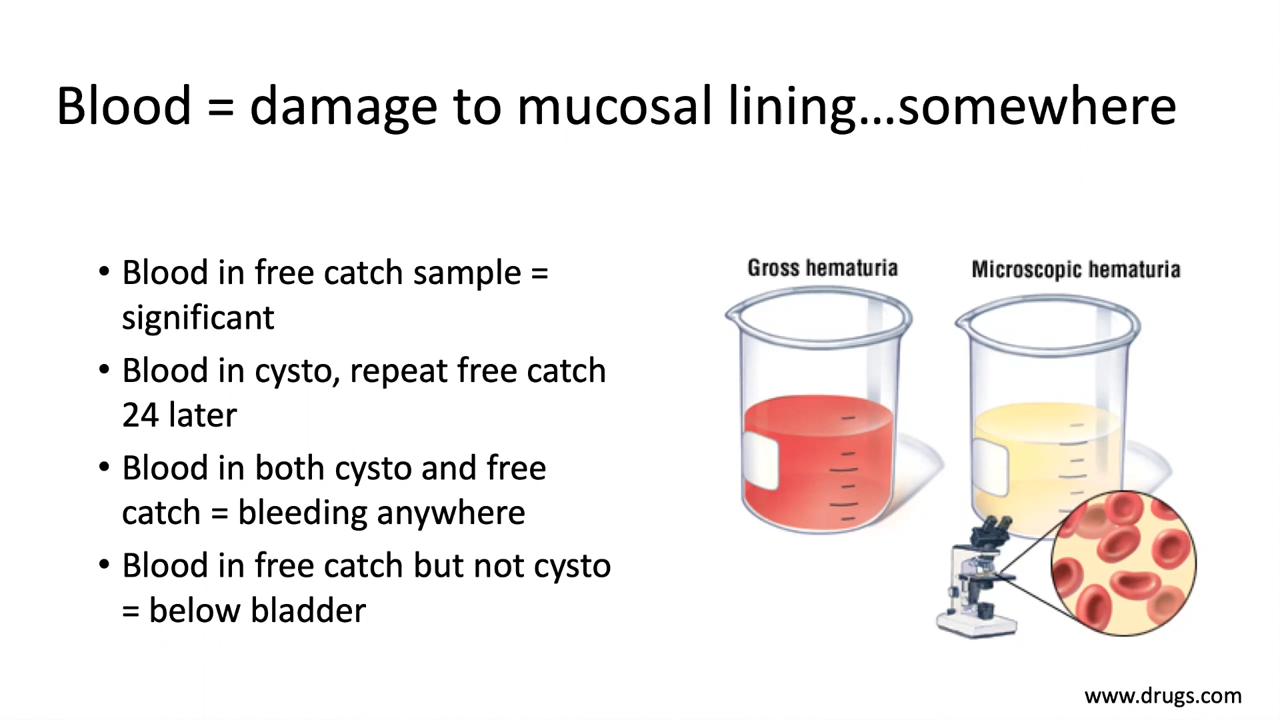 Blood = damage to mucosal lining...somewhere
• Blood in free catch sample =
significant
• Blood in cysto, repeat free catch
24 later
• Blood in both cysto and free
catch = bleeding anywhere
• Blood in free catch but not cysto
= below bladder
Gross hematuria
Microscopic hematuria
www.drugs.com